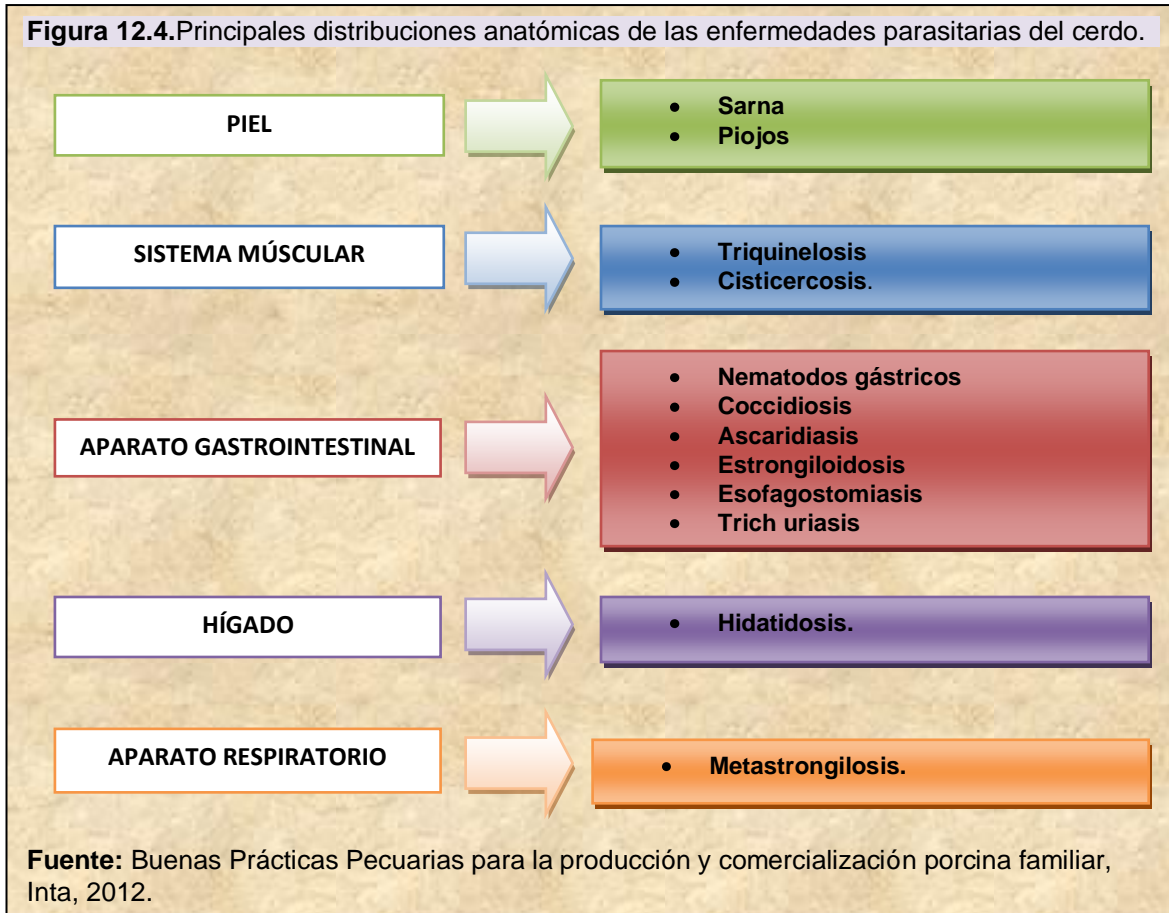 Figura 12.4.Principales distribuciones anatómicas de las enfermedades parasitarias del cerdo.
PIEL
• Sarna
• Piojos
SISTEMA MÚSCULAR
• Triquinelosis
• Cisticercosis.
APARATO GASTROINTESTINAL
• Nematodos gástricos
• Coccidiosis
• Ascaridiasis
• Estrongiloidosis
• Esofagostomiasis
• Trich uriasis
HÍGADO
• Hidatidosis.
APARATO RESPIRATORIO
• Metastrongilosis.
Fuente: Buenas Prácticas Pecuarias para la producción y comercialización porcina familiar,
Inta, 2012.